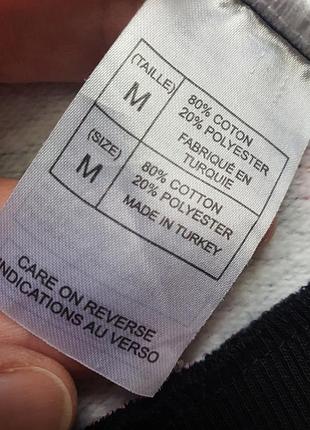 (TAILLE)
M
80% COTON
20% POLYESTER
FABRIQUÉ EN
TURQUIE
(SIZE)
M
80% COTTON
20% POLYESTER
MADE IN TURKEY
CARE ON REVERSE
INDICATIONS AU VERSO